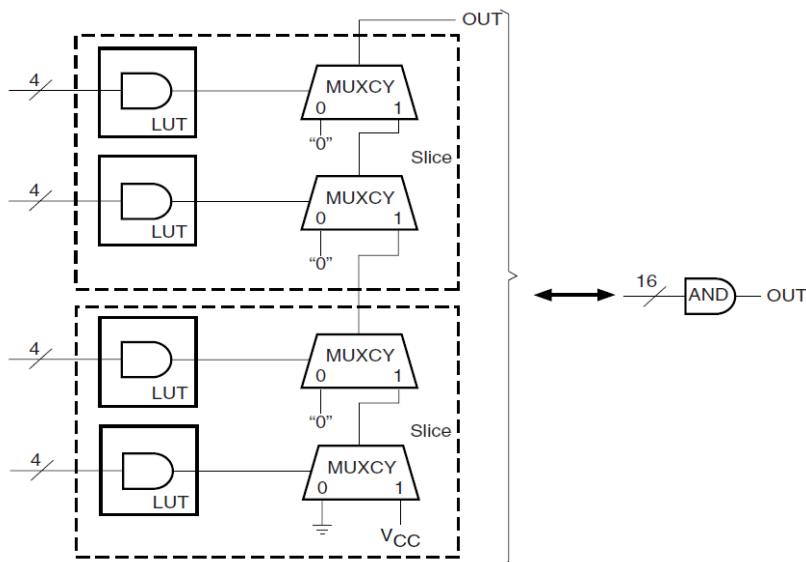 OUT
4
LUT
MUXCY
0 1
“0”
Slice
4
LUT
MUXCY
0 1
“0”
16
AND
OUT
4
LUT
MUXCY
0 1
“0”
Slice
4
LUT
MUXCY
0 1
VCC